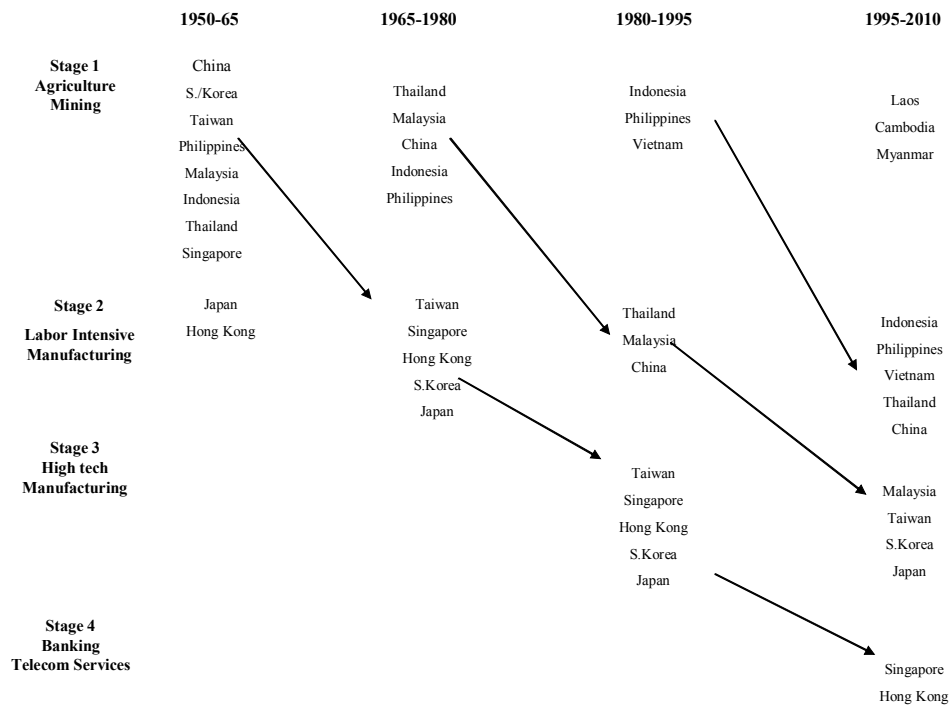 1950-65
1965-1980
1980-1995
1995-2010
Stage 1
Agriculture
Mining
China
S./Korea
Taiwan
Philippines
Malaysia
Indonesia
Thailand
Singapore
Thailand
Malaysia
China
Indonesia
Philippines
Indonesia
Philippines
Vietnam
Laos
Cambodia
Myanmar
Stage 2
Labor Intensive
Manufacturing
Japan
Hong Kong
Taiwan
Singapore
Hong Kong
S.Korea
Japan
Thailand
Malaysia
China
Indonesia
Philippines
Vietnam
Thailand
China
Stage 3
High tech
Manufacturing
Taiwan
Singapore
Hong Kong
S.Korea
Japan
Malaysia
Taiwan
S.Korea
Japan
Stage 4
Banking
Telecom Services
Singapore
Hong Kong